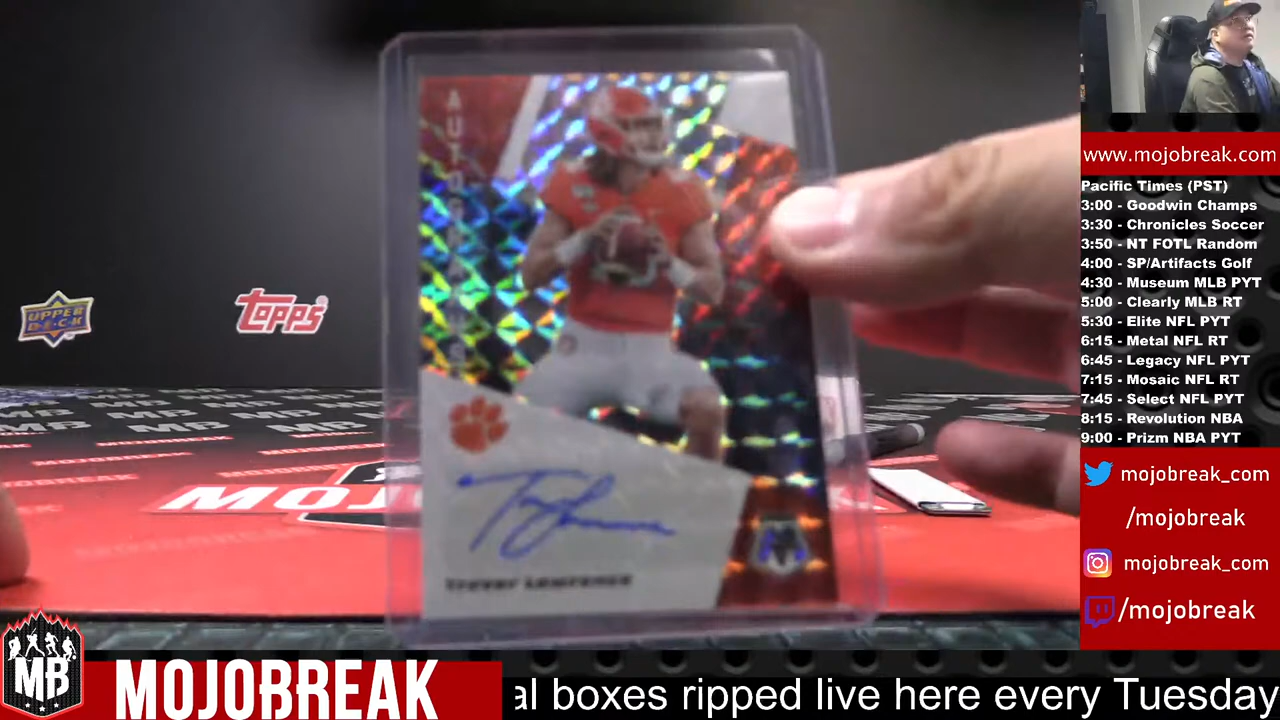 AUTOGRAPHS
Trevor Lawrence
UPPER
DECK
topps
MB
MOJOBREAK
www.mojobreak.com
Pacific Times (PST)
3:00 - Goodwin Champs
3:30 - Chronicles Soccer
3:50 - NT FOTL Random
4:00 - SP/Artifacts Golf
4:30 - Museum MLB PYT
5:00 - Clearly MLB RT
5:30 - Elite NFL PYT
6:15 - Metal NFL RT
6:45 - Legacy NFL PYT
7:15 - Mosaic NFL RT
7:45 - Select NFL PYT
8:15 - Revolution NBA
9:00 - Prizm NBA PYT
mojobreak_com
/mojobreak
mojobreak_com
/mojobreak
al boxes ripped live here every Tuesday